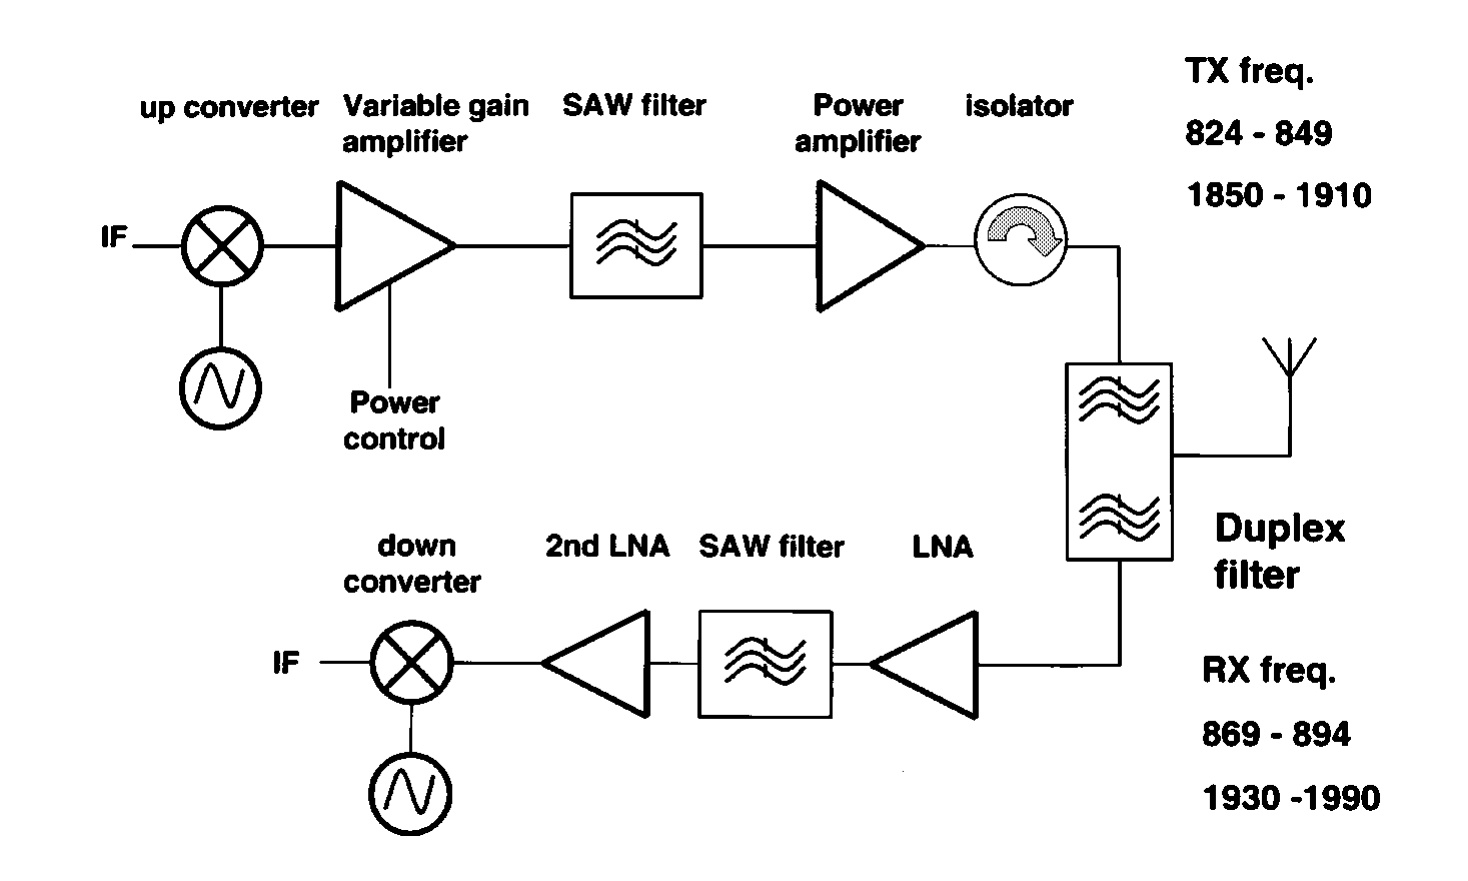 up converter
Variable gain
amplifier
SAW filter
Power
amplifier
isolator
TX freq.
824 - 849
1850 - 1910
IF
Power
control
Duplex
filter
down
converter
2nd LNA
SAW filter
LNA
IF
RX freq.
869 - 894
1930 -1990